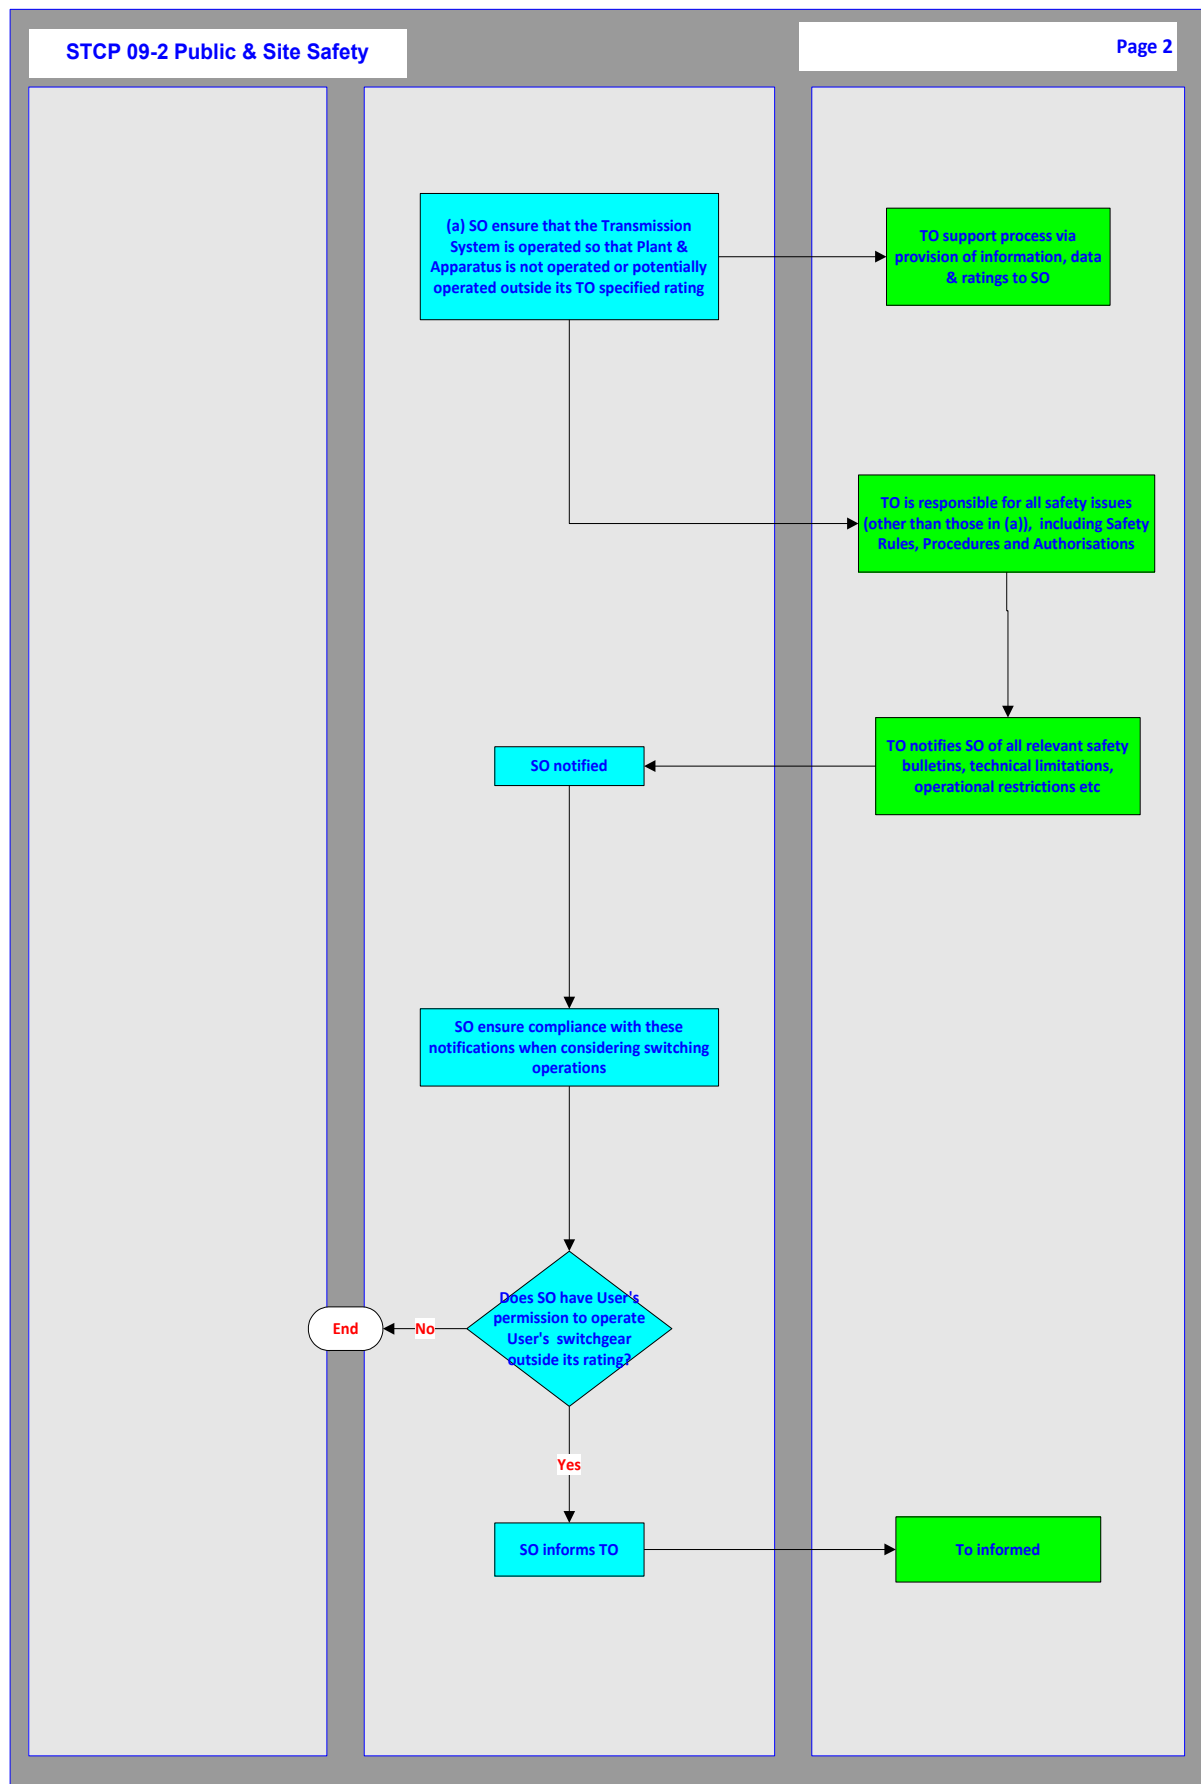 STCP 09-2 Public & Site Safety
Page 2
(a) SO ensure that the Transmission
System is operated so that Plant &
Apparatus is not operated or potentially
operated outside its TO specified rating
TO support process via
provision of information, data
& ratings to SO
TO is responsible for all safety issues
(other than those in (a)), including Safety
Rules, Procedures and Authorisations
TO notifies SO of all relevant safety
bulletins, technical limitations,
operational restrictions etc
SO notified
SO ensure compliance with these
notifications when considering switching
operations
Does SO have User's
permission to operate
User's switchgear
outside its rating?
No
End
Yes
SO informs TO
To informed